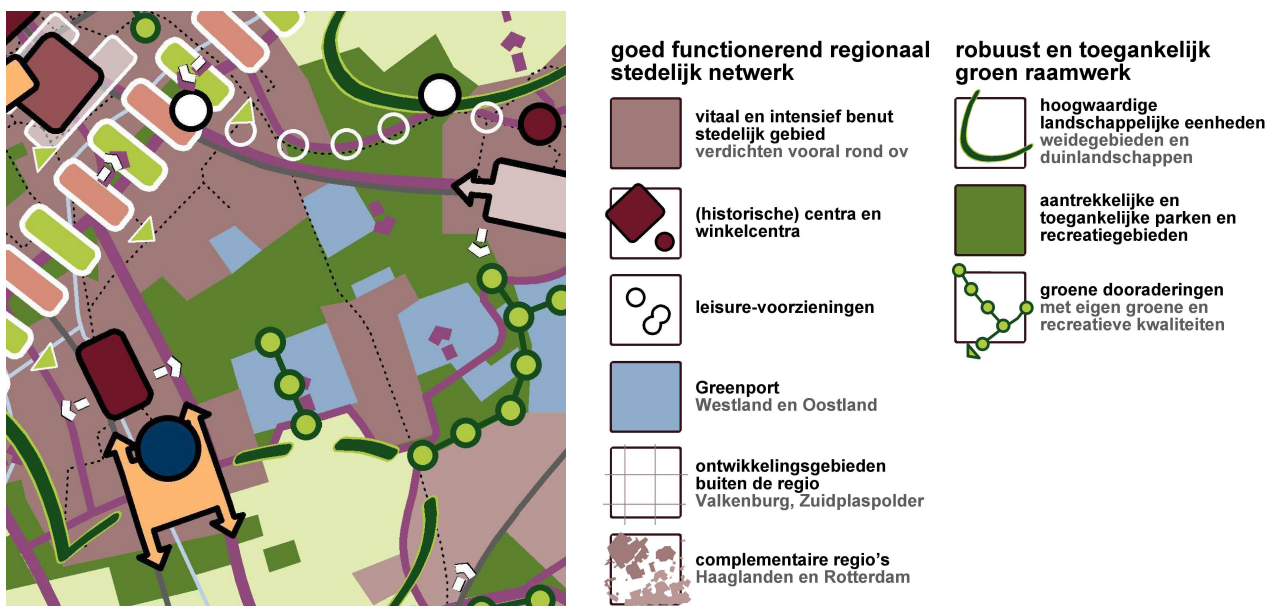 goed functionerend regionaal
stedelijk netwerk
vitaal en intensief benut
stedelijk gebied
verdichten vooral rond ov
(historische) centra en
winkelcentra
leisure-voorzieningen
Greenport
Westland en Oostland
ontwikkelingsgebieden
buiten de regio
Valkenburg, Zuidplaspolder
complementaire regio's
Haaglanden en Rotterdam
robuust en toegankelijk
groen raamwerk
hoogwaardige
landschappelijke eenheden
weidegebieden en
duinlandschappen
aantrekkelijke en
toegankelijke parken en
recreatiegebieden
groene dooraderingen
met eigen groene en
recreatieve kwaliteiten